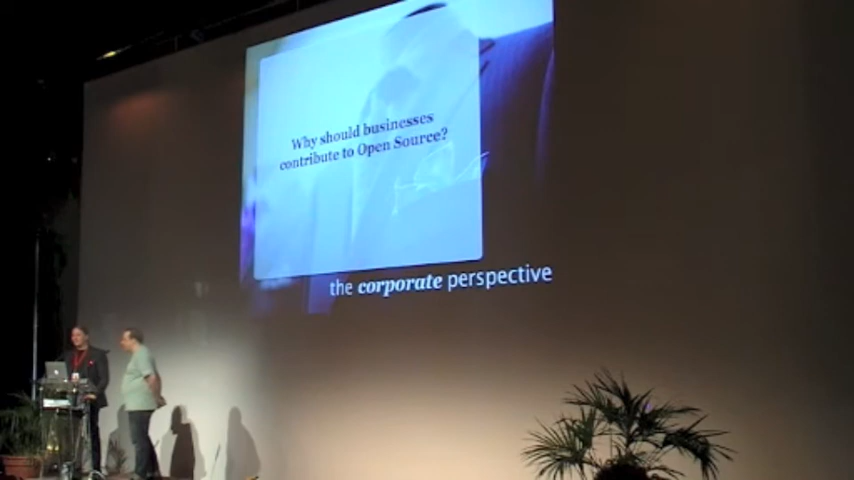 Why should businesses
contribute to Open Source?
the corporate perspective